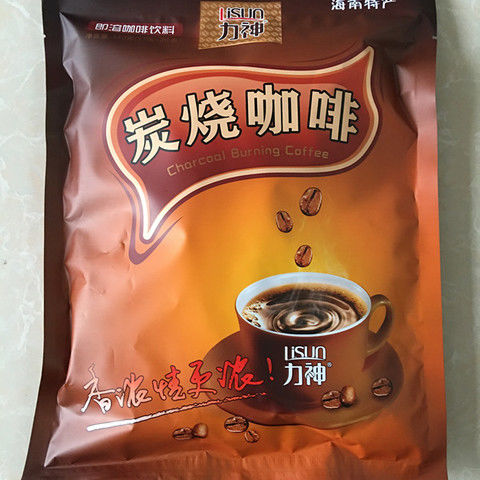 Lisun
力神
海南特产
即溶咖啡饮料
炭烧咖啡
Charcoal Burning Coffee
Lisun
力神®
香浓情更浓!